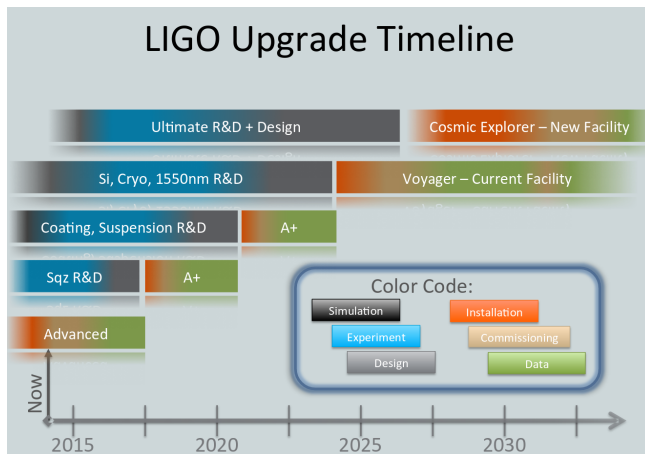 LIGO Upgrade Timeline
Ultimate R&D + Design
Cosmic Explorer – New Facility
Si, Cryo, 1550nm R&D
Voyager – Current Facility
Coating, Suspension R&D
A+
Sqz R&D
A+
Advanced
Color Code:
Simulation
Installation
Experiment
Commissioning
Design
Data
Now
2015
2020
2025
2030